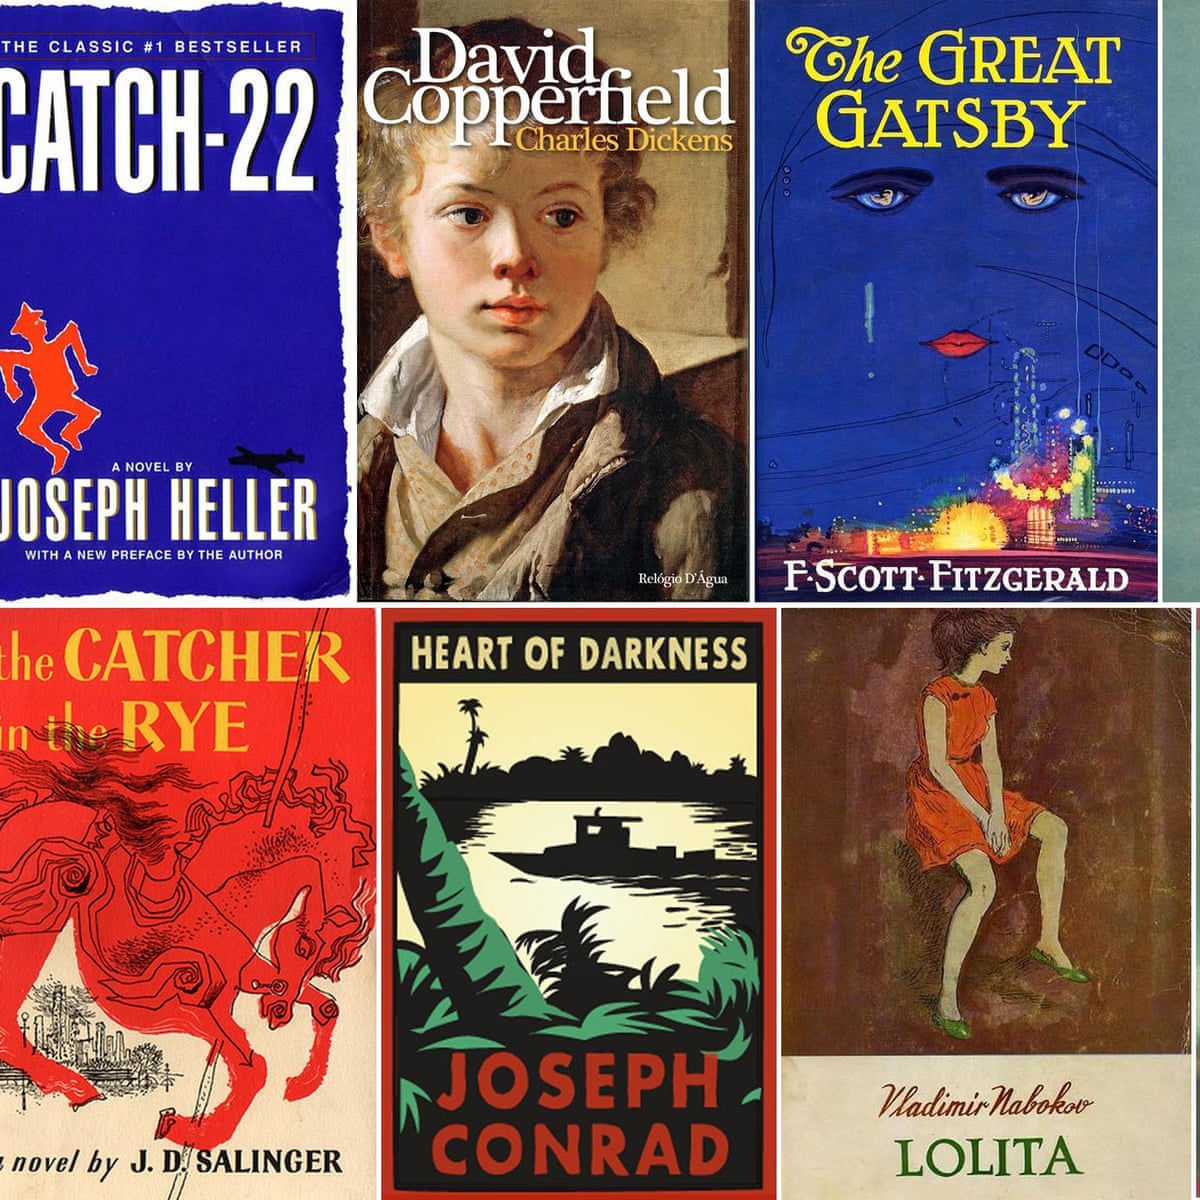 THE CLASSIC #1 BESTSELLER
CATCH-22
A NOVEL BY
JOSEPH HELLER
WITH A NEW PREFACE BY THE AUTHOR
David
Copperfield
Charles Dickens
Relógio D'Água
The GREAT
GATSBY
F·SCOTT·FITZGERALD
the CATCHER
in the RYE
a novel by J. D. SALINGER
HEART OF DARKNESS
JOSEPH
CONRAD
Vladimir Nabokov
LOLITA